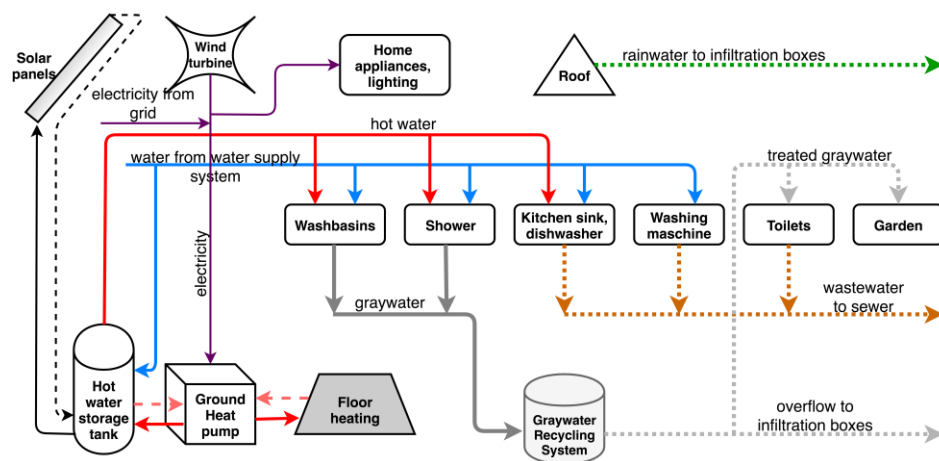 Solar
panels
Wind
turbine
Home
appliances,
lighting
Roof
rainwater to infiltration boxes
electricity from
grid
hot water
water from water supply
system
treated graywater
Washbasins
Shower
Kitchen sink,
dishwasher
Washing
maschine
Toilets
Garden
electricity
graywater
wastewater
to sewer
Hot
water
storage
tank
Ground
Heat
pump
Floor
heating
Graywater
Recycling
System
overflow to
infiltration boxes